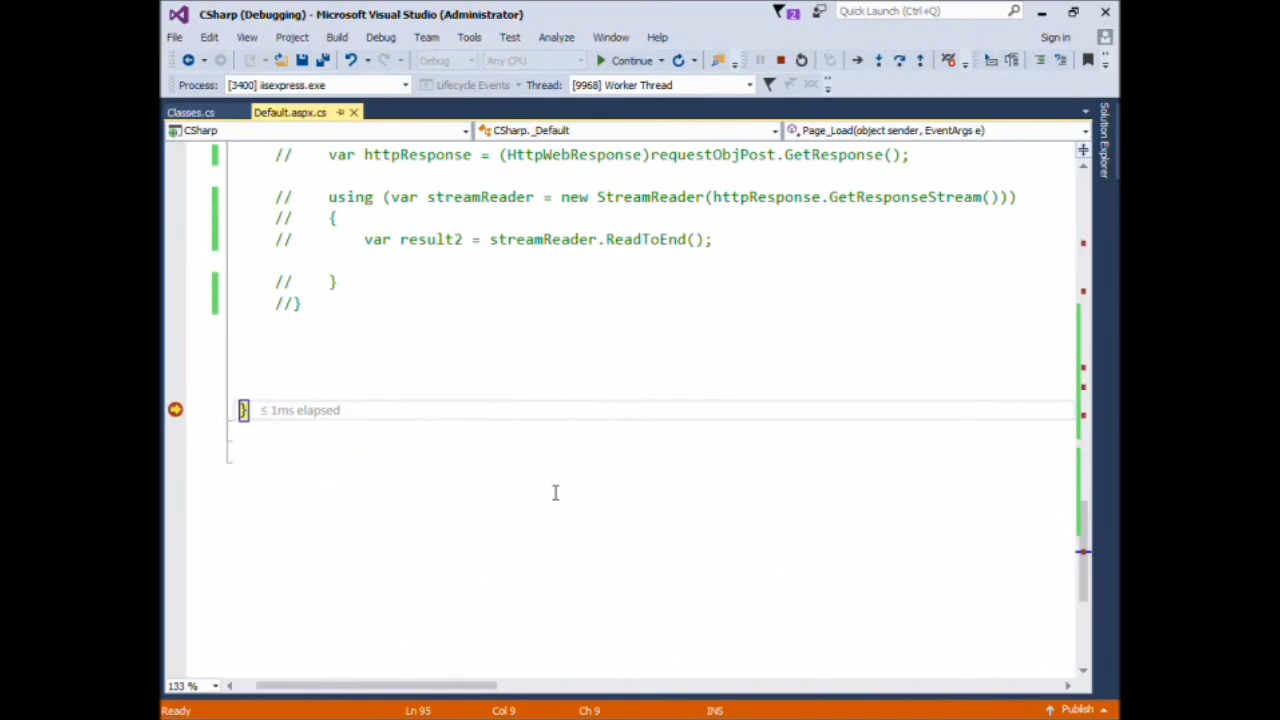 CSharp (Debugging) - Microsoft Visual Studio (Administrator)
2
Quick Launch (Ctrl+Q)
File Edit View Project Build Debug Team Tools Test Analyze Window Help
Sign in
Debug Any CPU Continue
Process: [3400] iisexpress.exe Lifecycle Events Thread: [9968] Worker Thread
Classes.cs Default.aspx.cs
Solution Explorer
CSharp CSharp._Default Page_Load(object sender, EventArgs e)
// var httpResponse = (HttpWebResponse)requestObjPost.GetResponse();
// using (var streamReader = new StreamReader(httpResponse.GetResponseStream()))
// {
// var result2 = streamReader.ReadToEnd();
// }
//}
} ≤ 1ms elapsed
133 %
Ready Ln 95 Col 9 Ch 9 INS Publish